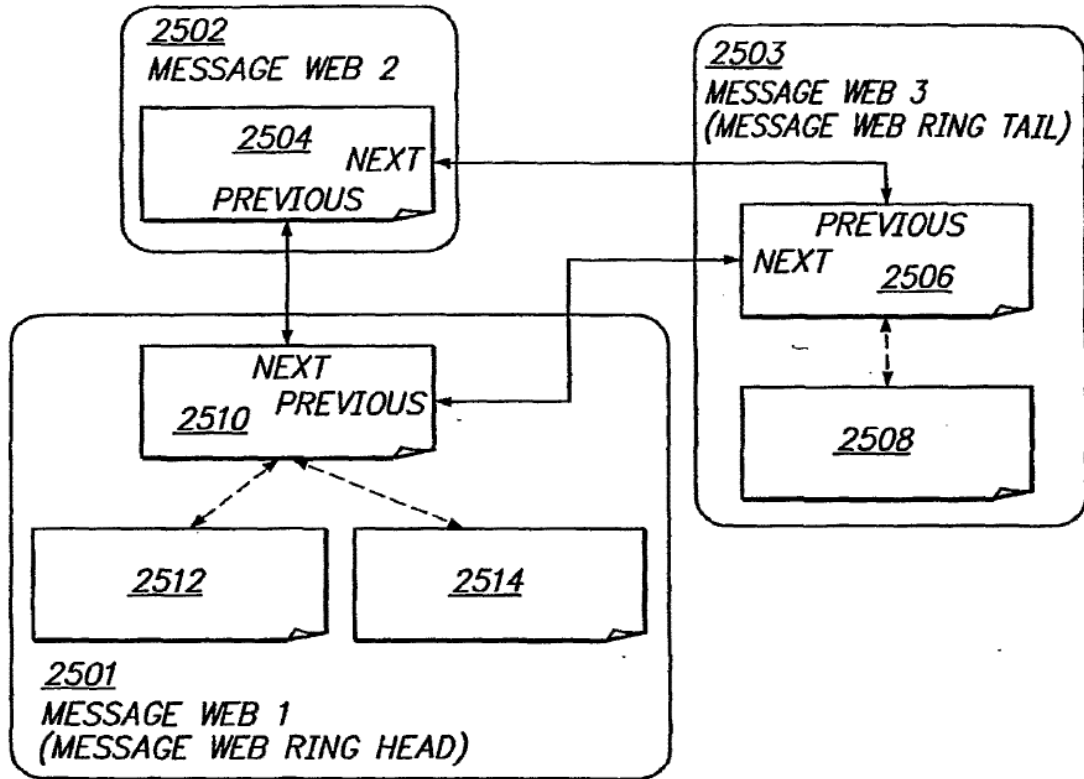 2502
MESSAGE WEB 2
2504
NEXT
PREVIOUS
2503
MESSAGE WEB 3
(MESSAGE WEB RING TAIL)
PREVIOUS
NEXT
2506
2508
NEXT
PREVIOUS
2510
2512
2514
2501
MESSAGE WEB 1
(MESSAGE WEB RING HEAD)